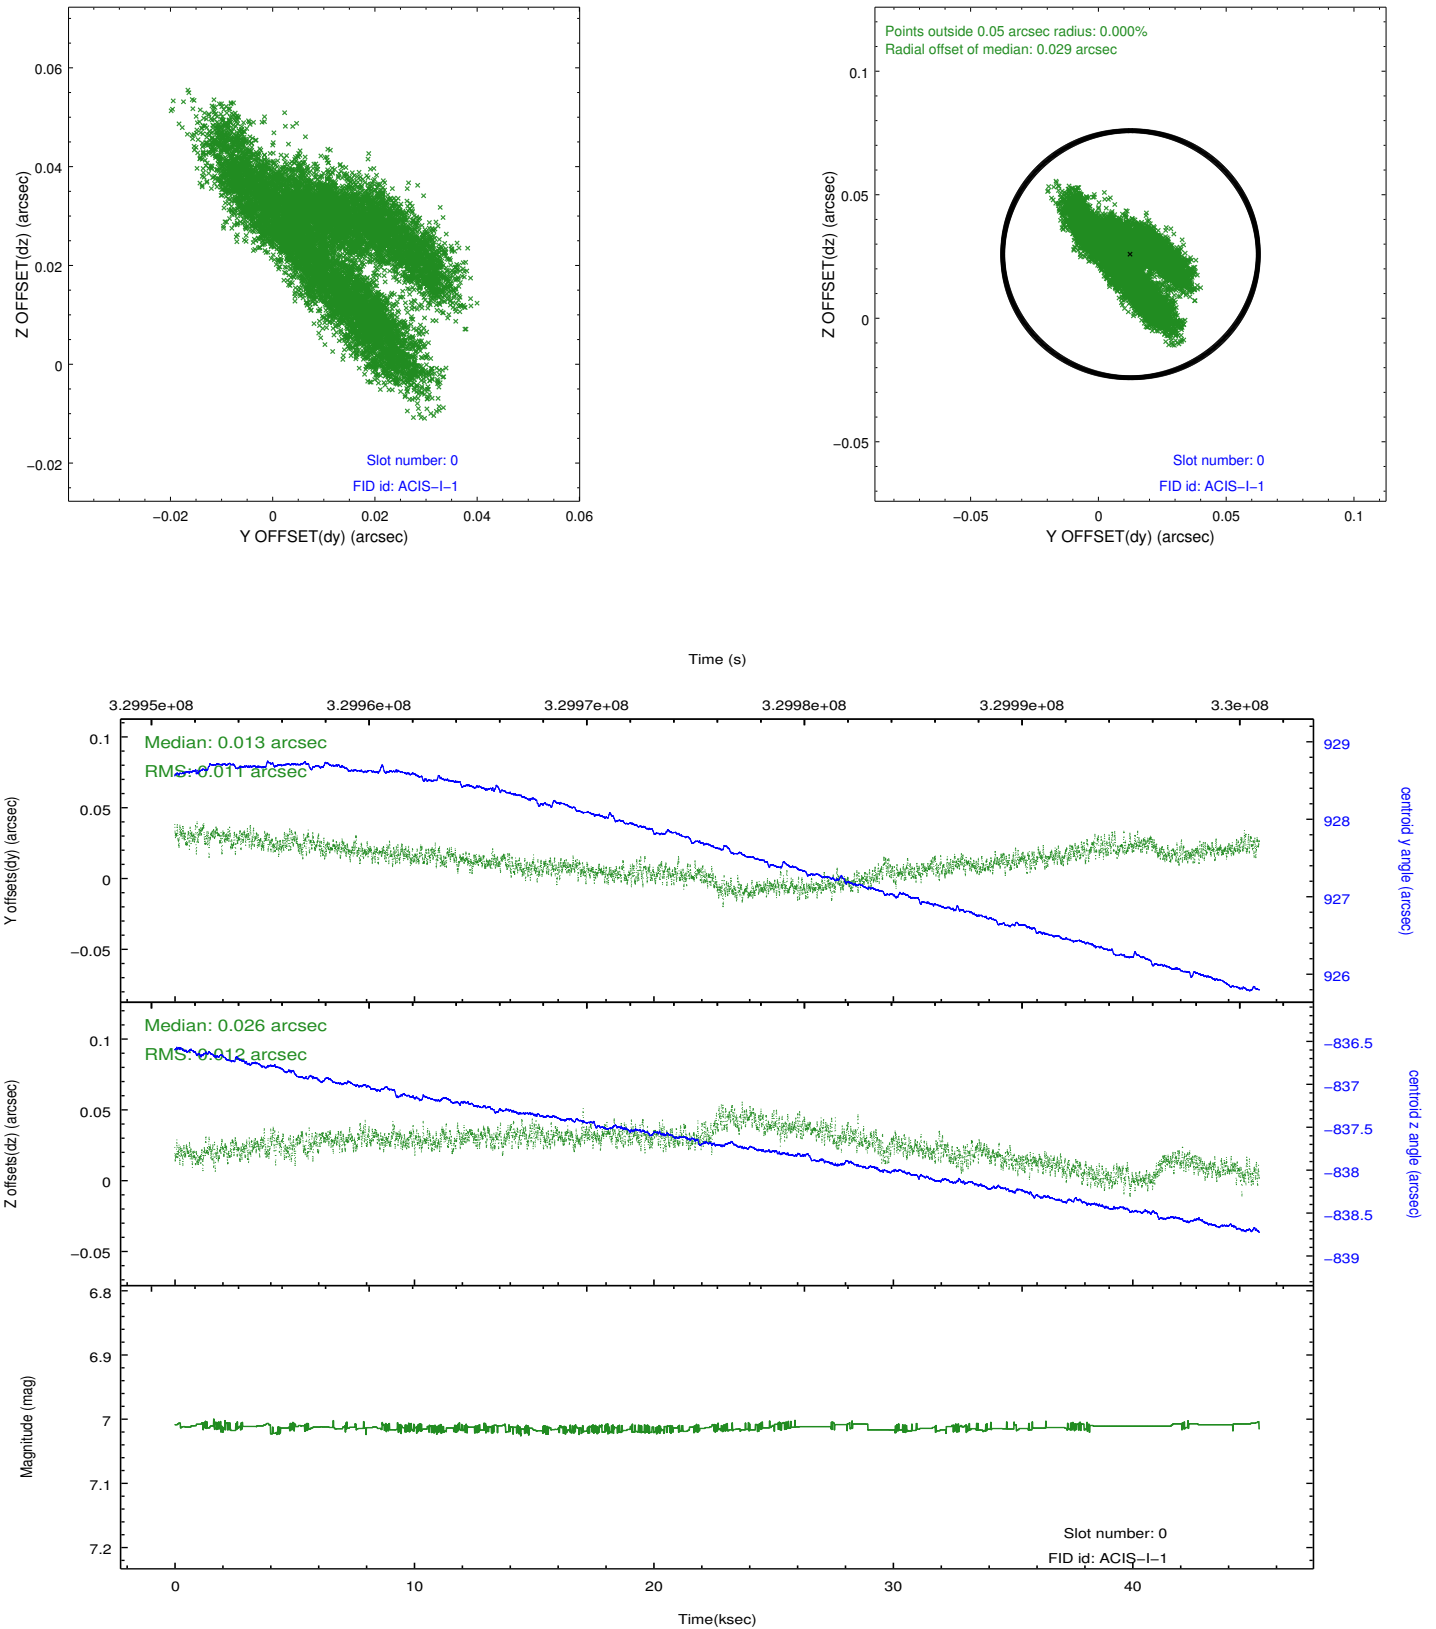 0.06
0.04
0.02
0
−0.02
Z OFFSET(dz) (arcsec)
Slot number: 0
FID id: ACIS−I−1
−0.02 0 0.02 0.04 0.06
Y OFFSET(dy) (arcsec)
Points outside 0.05 arcsec radius: 0.000%
Radial offset of median: 0.029 arcsec
0.1
0.05
0
−0.05
Z OFFSET(dz) (arcsec)
Slot number: 0
FID id: ACIS−I−1
−0.05 0 0.05 0.1
Y OFFSET(dy) (arcsec)
Time (s)
3.2995e+08 3.2996e+08 3.2997e+08 3.2998e+08 3.2999e+08 3.3e+08
Median: 0.013 arcsec
RMS: 0.011 arcsec
0.1
0.05
0
−0.05
Y offsets(dy) (arcsec)
929
928
927
926
centroid y angle (arcsec)
Median: 0.026 arcsec
RMS: 0.012 arcsec
0.1
0.05
0
−0.05
Z offsets(dz) (arcsec)
−836.5
−837
−837.5
−838
−838.5
−839
centroid z angle (arcsec)
6.8
6.9
7
7.1
7.2
Magnitude (mag)
Slot number: 0
FID id: ACIS−I−1
0 10 20 30 40
Time(ksec)